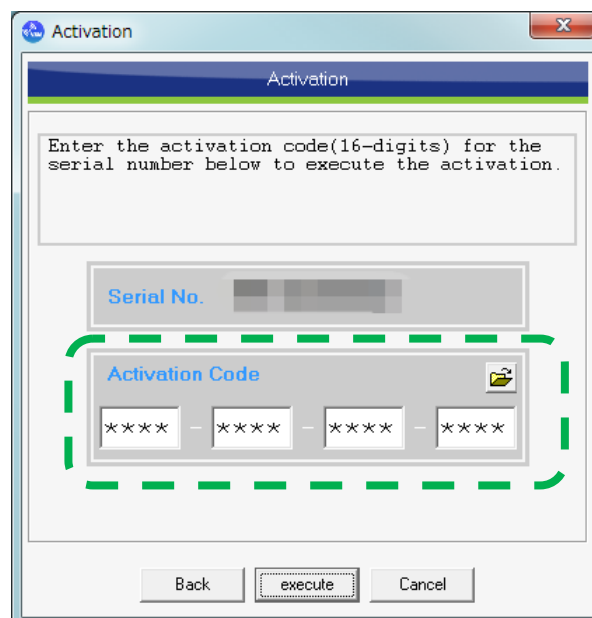 Activation
Activation
Enter the activation code(16-digits) for the
serial number below to execute the activation.
Serial No.
Activation Code
**** - **** - **** - ****
Back execute Cancel